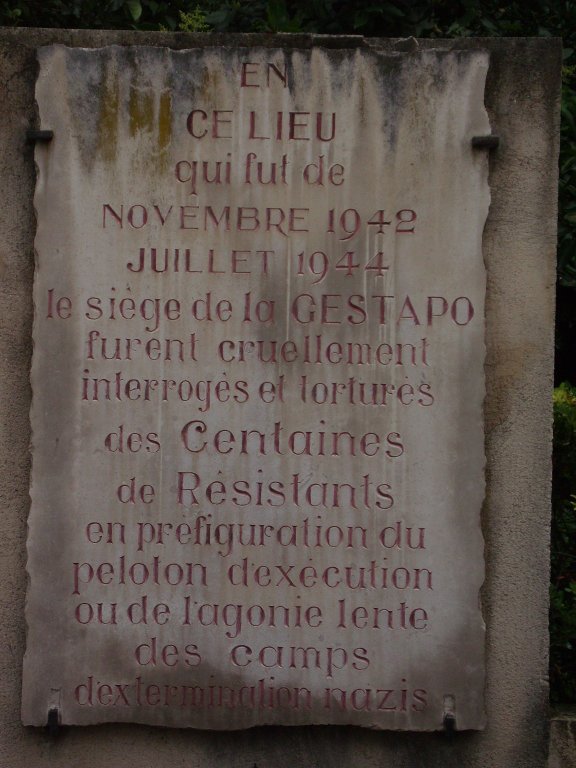 EN
CE LIEU
qui fut de
NOVEMBRE 1942
JUILLET 1944
le siège de la GESTAPO
furent cruellement
interrogés et torturés
des Centaines
de Résistants
en préfiguration du
peloton d'exécution
ou de l'agonie lente
des camps
d'extermination nazis